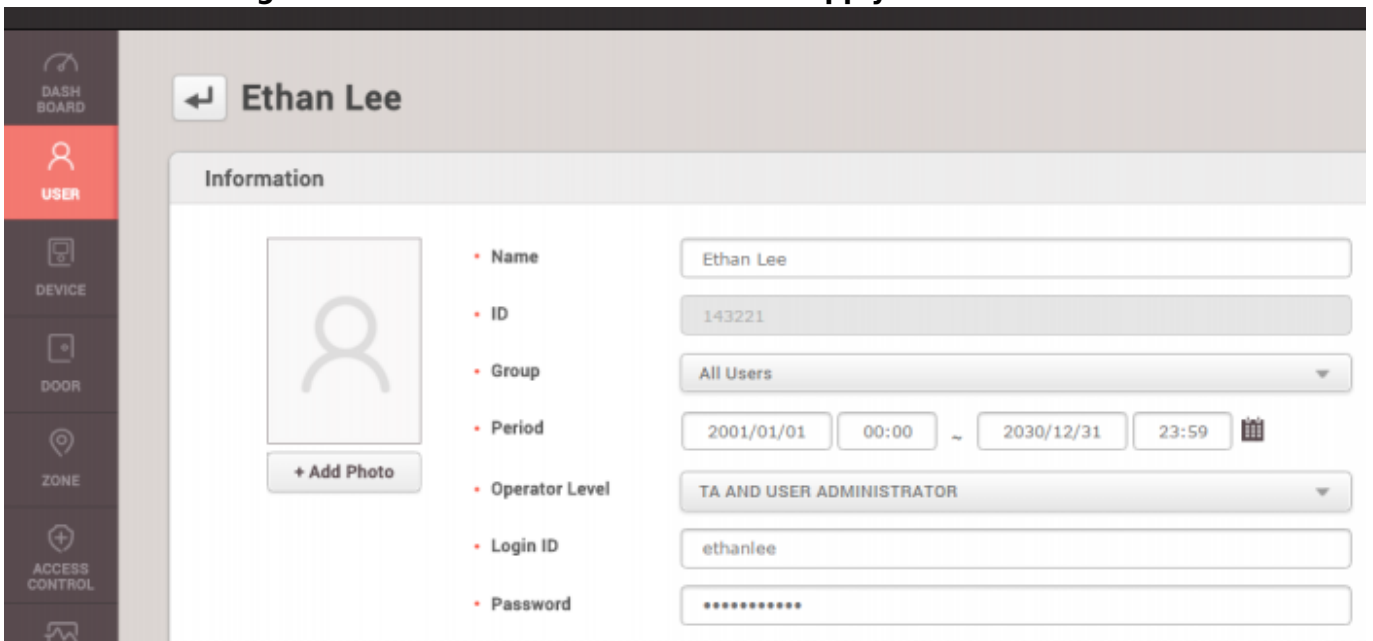 DASH
BOARD
Ethan Lee
USER
Information
DEVICE
Name Ethan Lee
ID 143221
DOOR
Group All Users
Period 2001/01/01 00:00 ~ 2030/12/31 23:59
ZONE
+ Add Photo
Operator Level TA AND USER ADMINISTRATOR
ACCESS
CONTROL
Login ID ethanlee
Password •••••••••••